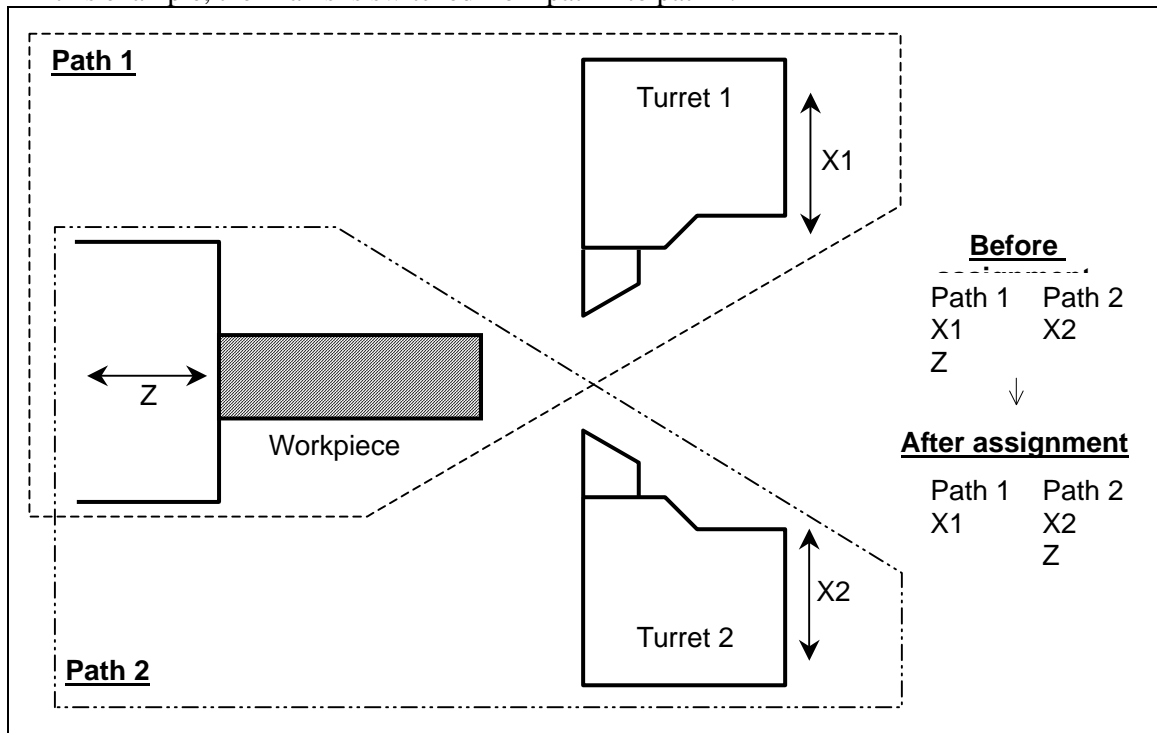 Path 1
Turret 1
X1
Z
Workpiece
Before
Path 1 Path 2
X1 X2
Z
After assignment
Path 1 Path 2
X1 X2
Z
X2
Turret 2
Path 2